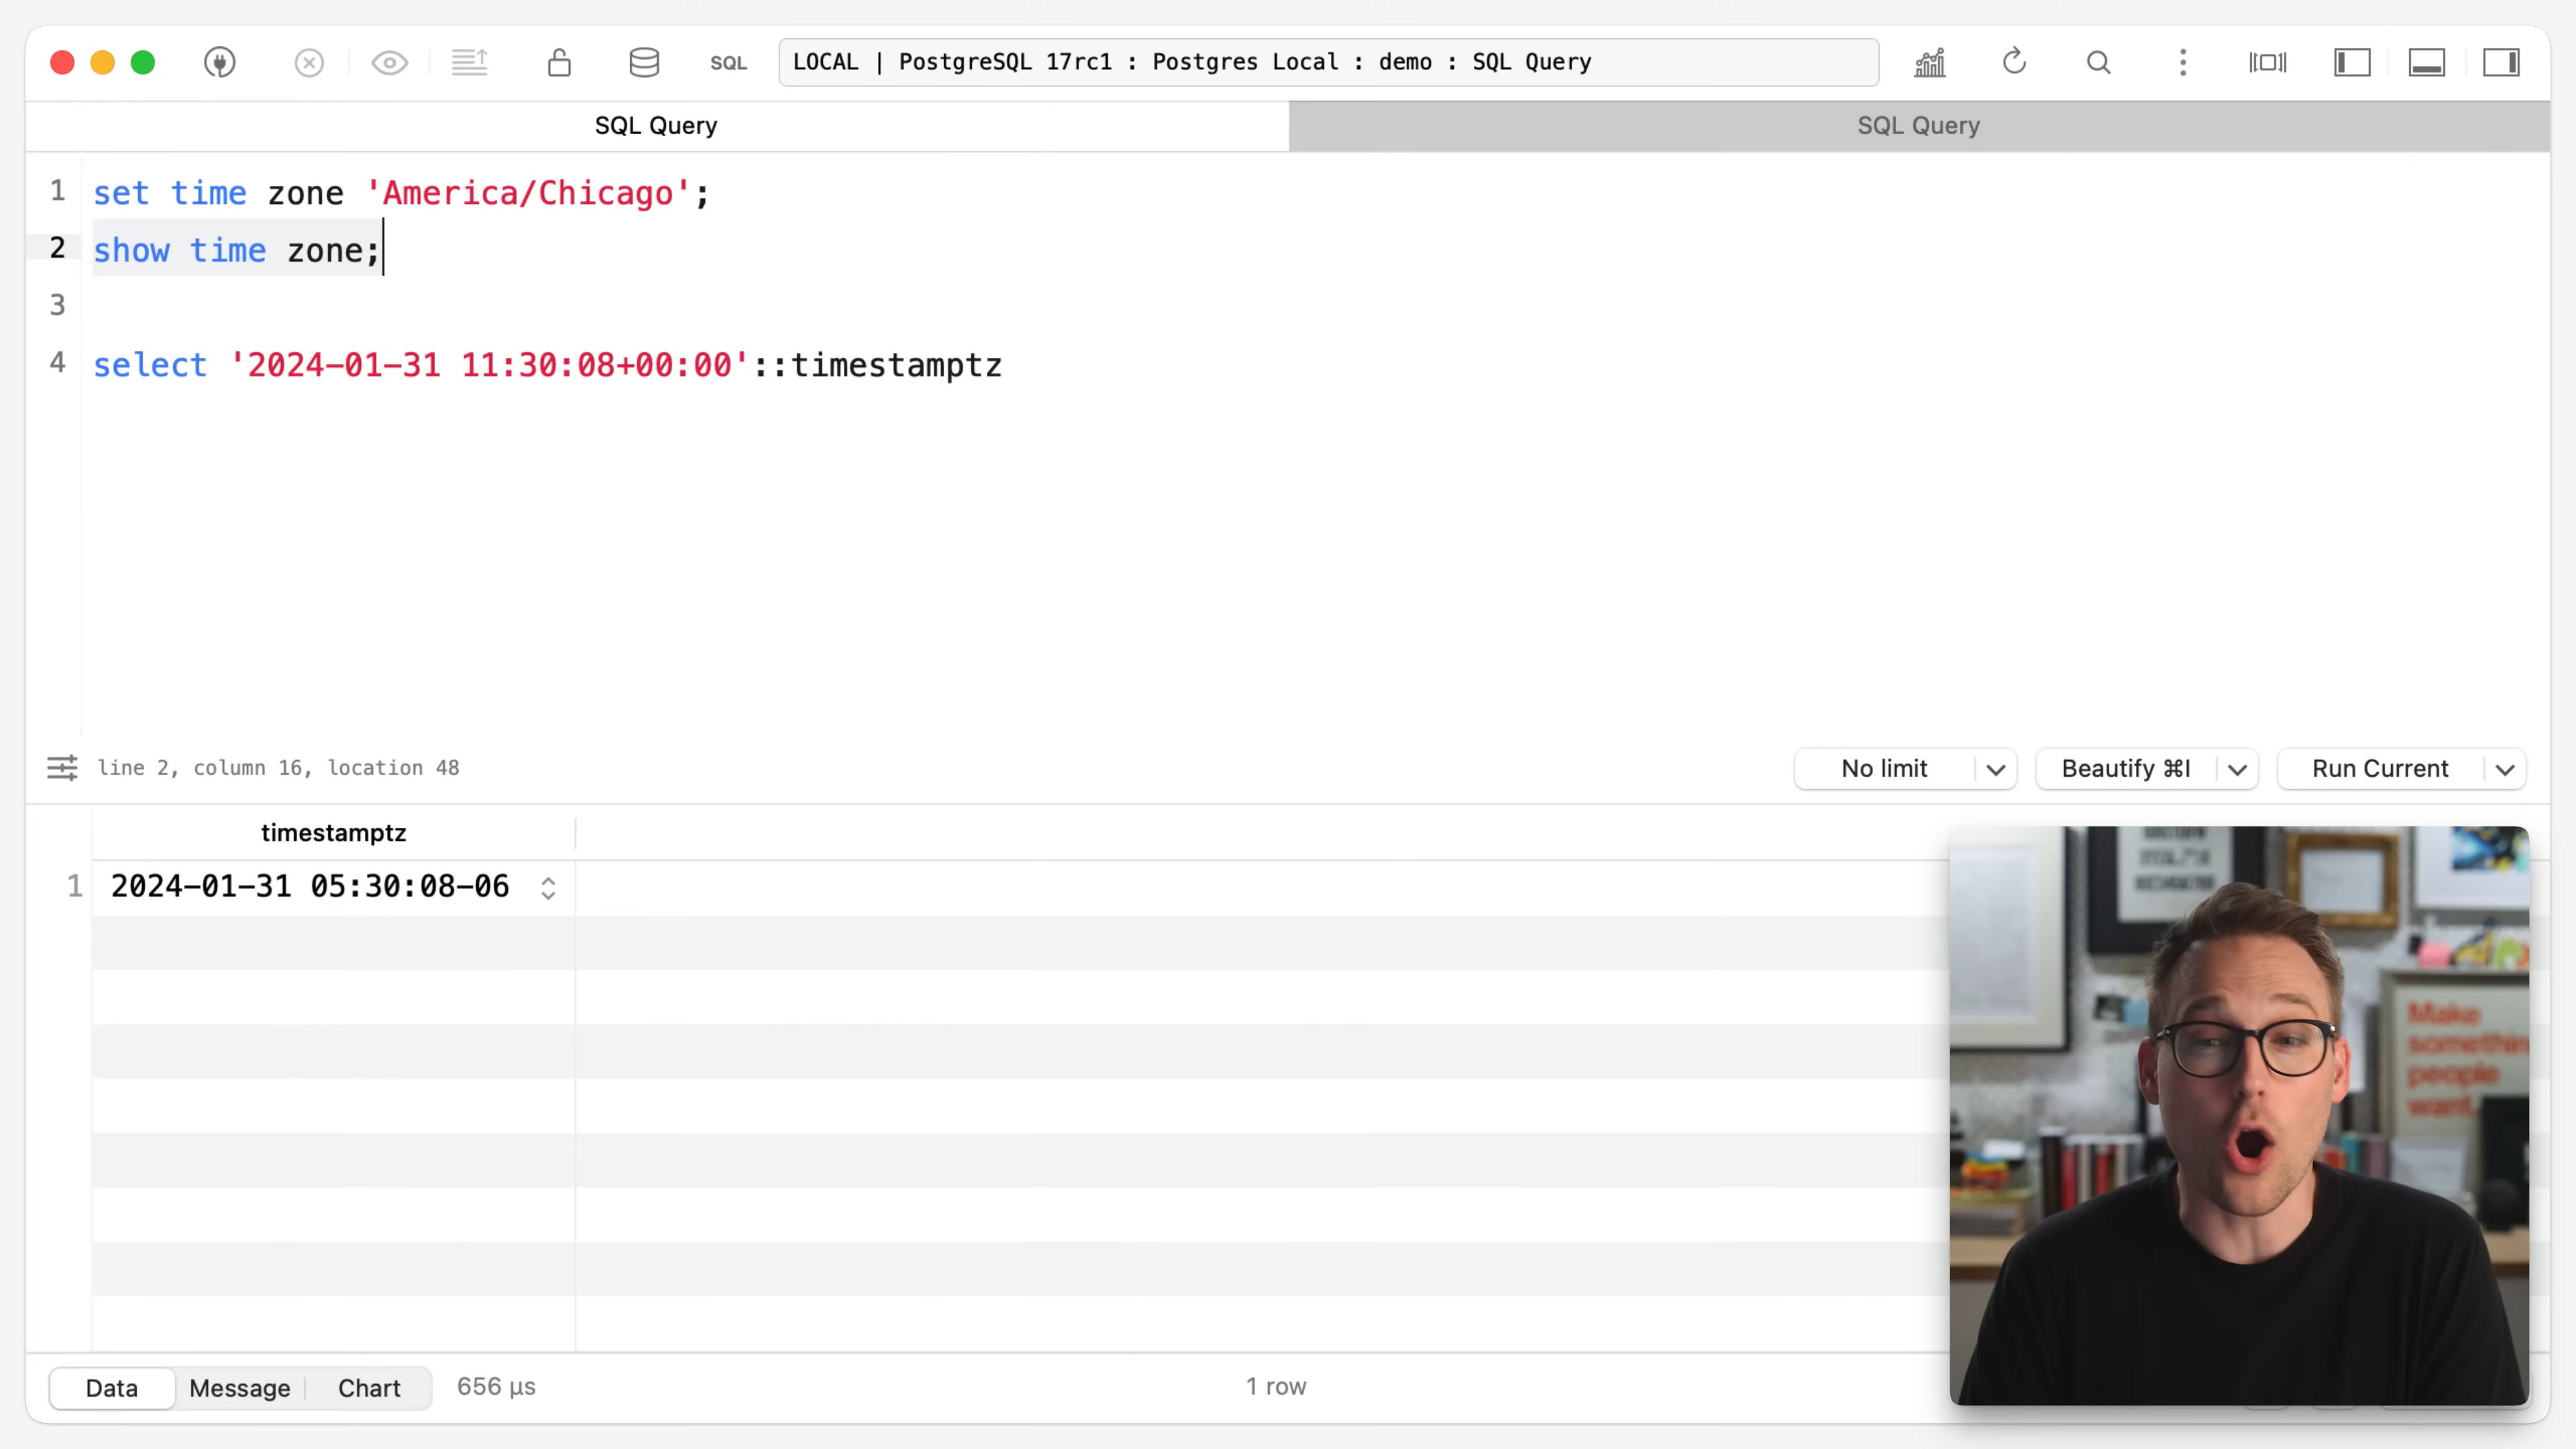 SQL
LOCAL | PostgreSQL 17rc1 : Postgres Local : demo : SQL Query
SQL Query
SQL Query
1 set time zone 'America/Chicago';
2 show time zone;
3
4 select '2024-01-31 11:30:08+00:00'::timestamptz
line 2, column 16, location 48
No limit
Beautify ⌘I
Run Current
timestamptz
1 2024-01-31 05:30:08-06
Make
people
Data
Message
Chart
656 µs
1 row